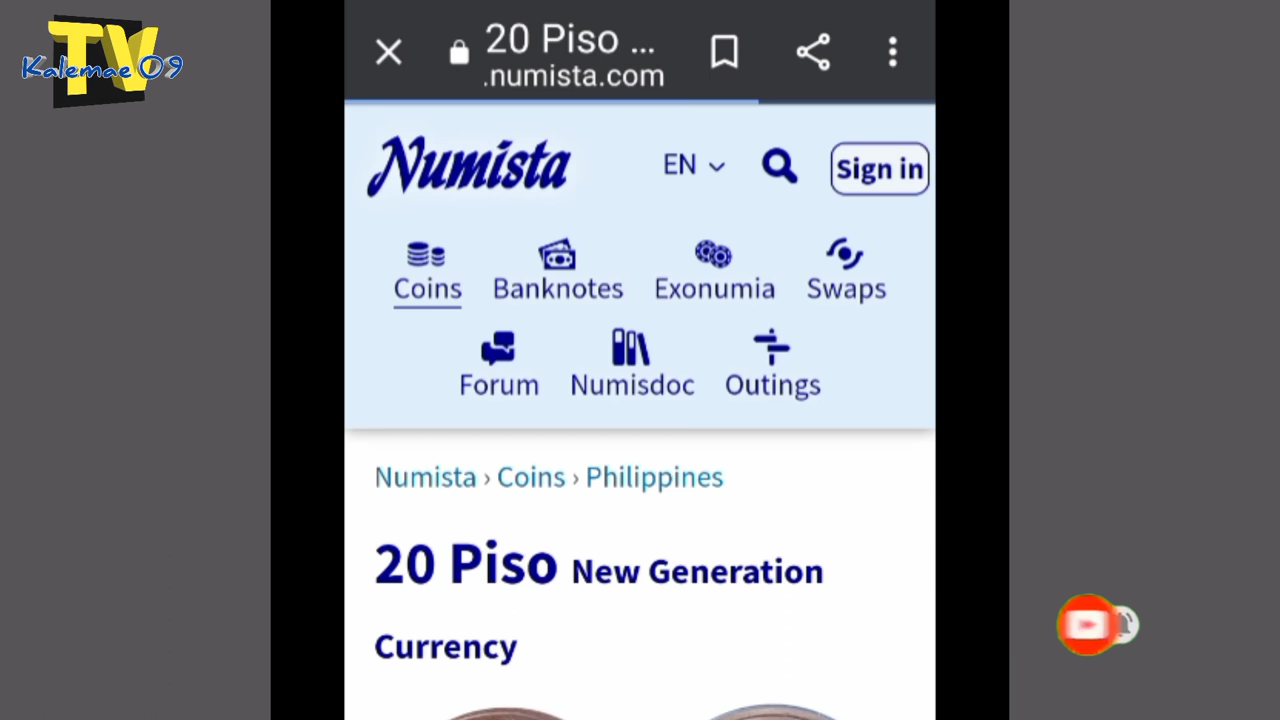 TV
Kalemae 09
20 Piso ...
.numista.com
Numista
EN
Sign in
Coins
Banknotes
Exonumia
Swaps
Forum
Numisdoc
Outings
Numista › Coins › Philippines
20 Piso New Generation
Currency